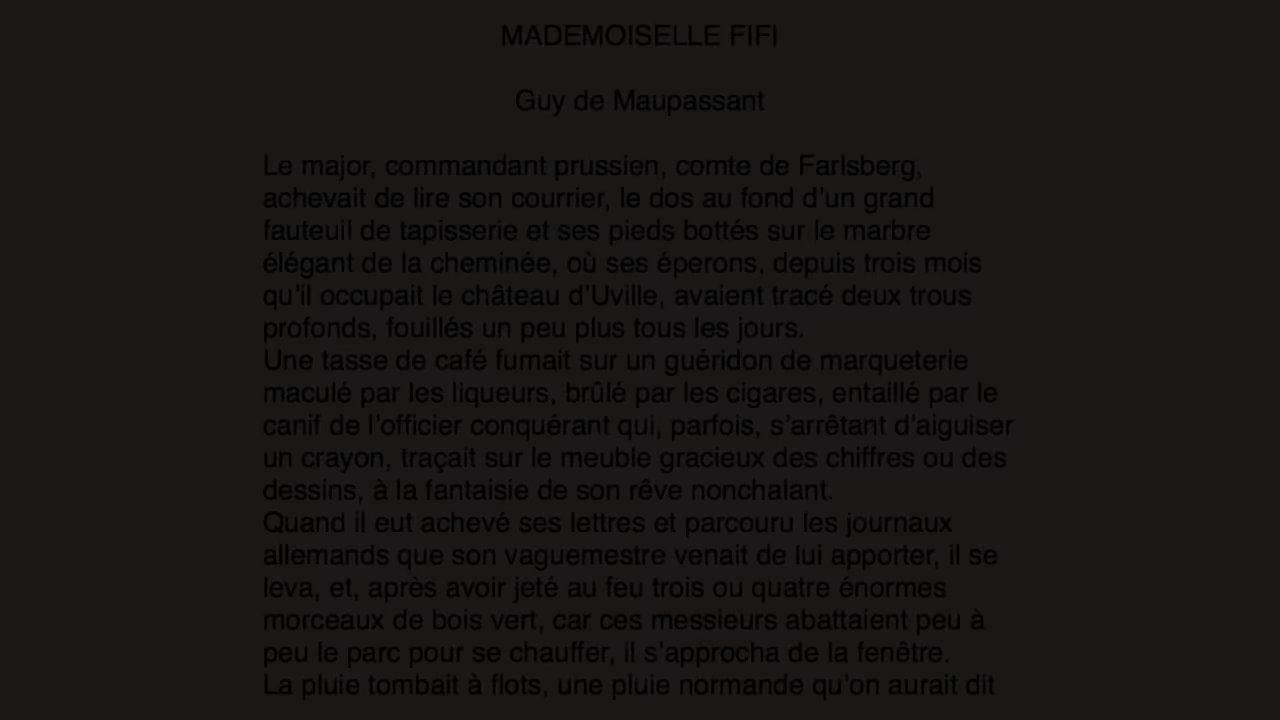 MADEMOISELLE FIFI
Guy de Maupassant
Le major, commandant prussien, comte de Farlsberg,
achevait de lire son courrier, le dos au fond d’un grand
fauteuil de tapisserie et ses pieds bottés sur le marbre
élégant de la cheminée, où ses éperons, depuis trois mois
qu’il occupait le château d’Uville, avaient tracé deux trous
profonds, fouillés un peu plus tous les jours.
Une tasse de café fumait sur un guéridon de marqueterie
maculé par les liqueurs, brûlé par les cigares, entaillé par le
canif de l’officier conquérant qui, parfois, s’arrêtant d’aiguiser
un crayon, traçait sur le meuble gracieux des chiffres ou des
dessins, à la fantaisie de son rêve nonchalant.
Quand il eut achevé ses lettres et parcouru les journaux
allemands que son vaguemestre venait de lui apporter, il se
leva, et, après avoir jeté au feu trois ou quatre énormes
morceaux de bois vert, car ces messieurs abattaient peu à
peu le parc pour se chauffer, il s’approcha de la fenêtre.
La pluie tombait à flots, une pluie normande qu’on aurait dit